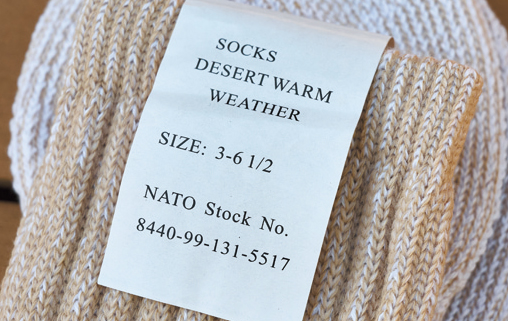 SOCKS
DESERT WARM
WEATHER
SIZE: 3-6 1/2
NATO Stock No.
8440-99-131-5517